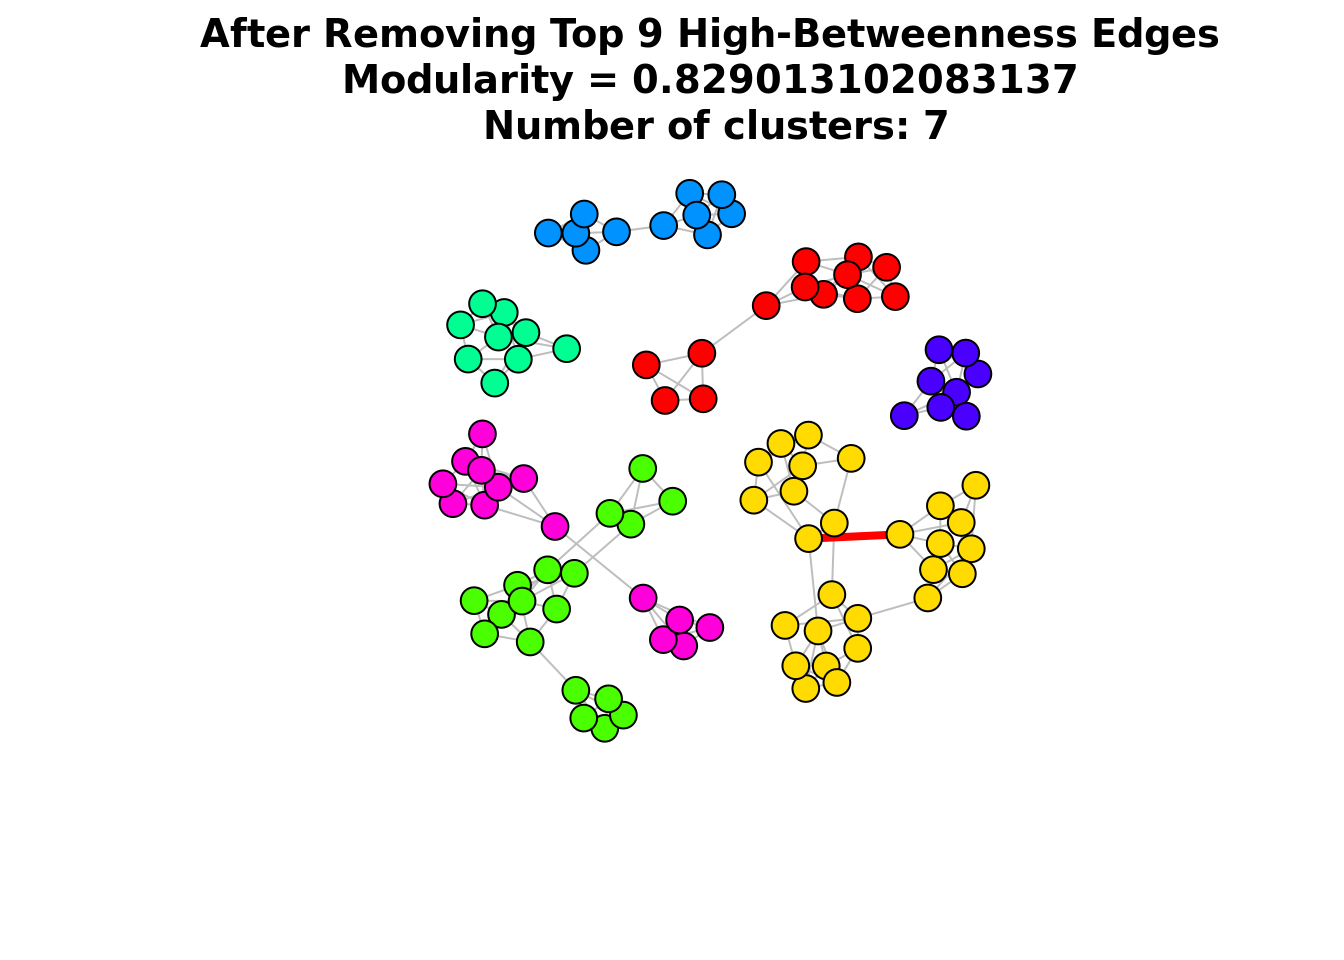 After Removing Top 9 High-Betweenness Edges
Modularity = 0.829013102083137
Number of clusters: 7